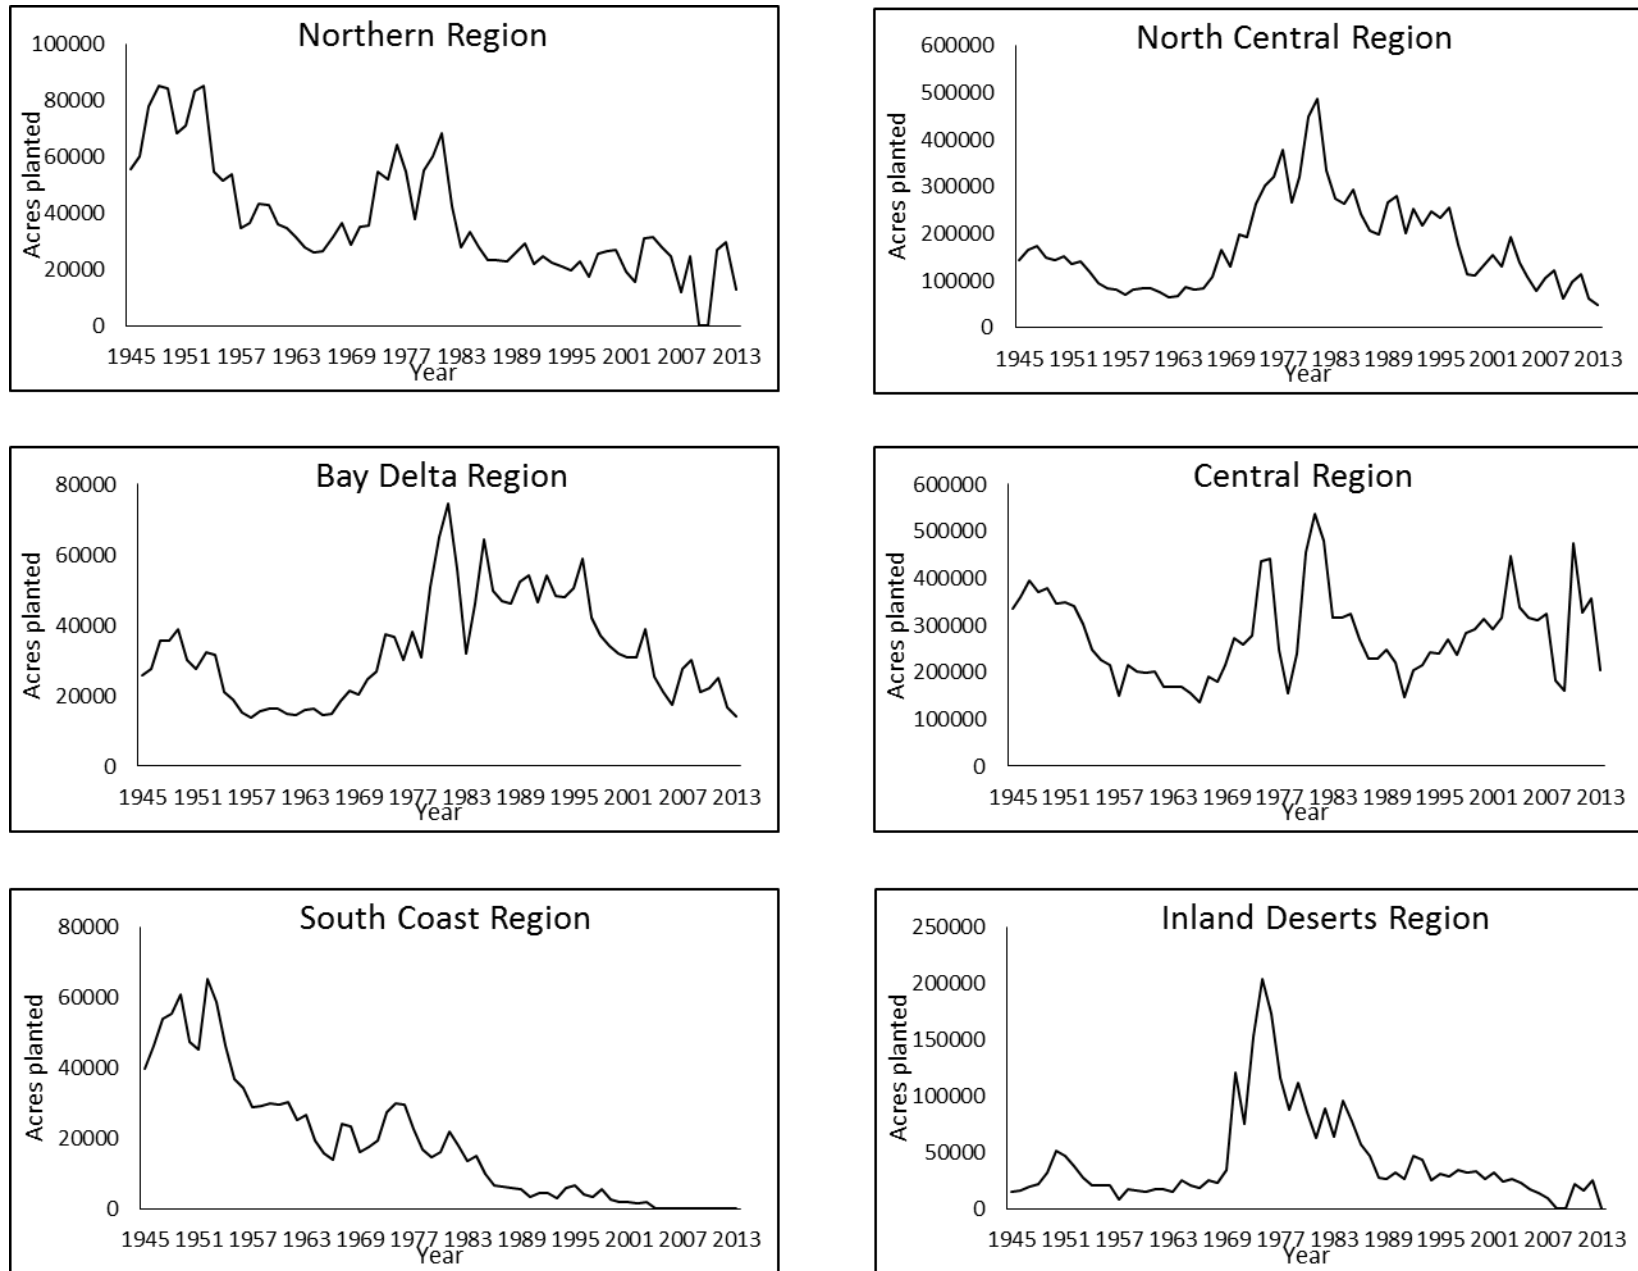 Northern Region
100000
80000
60000
40000
20000
0
Acres planted
1945 1951 1957 1963 1969 1977 1983 1989 1995 2001 2007 2013
Year
North Central Region
600000
500000
400000
300000
200000
100000
0
Acres planted
1945 1951 1957 1963 1969 1977 1983 1989 1995 2001 2007 2013
Year
Bay Delta Region
80000
60000
40000
20000
0
Acres planted
1945 1951 1957 1963 1969 1977 1983 1989 1995 2001 2007 2013
Year
Central Region
600000
500000
400000
300000
200000
100000
0
Acres planted
1945 1951 1957 1963 1969 1977 1983 1989 1995 2001 2007 2013
Year
South Coast Region
80000
60000
40000
20000
0
Acres planted
1945 1951 1957 1963 1969 1977 1983 1989 1995 2001 2007 2013
Year
Inland Deserts Region
250000
200000
150000
100000
50000
0
Acres planted
1945 1951 1957 1963 1969 1977 1983 1989 1995 2001 2007 2013
Year